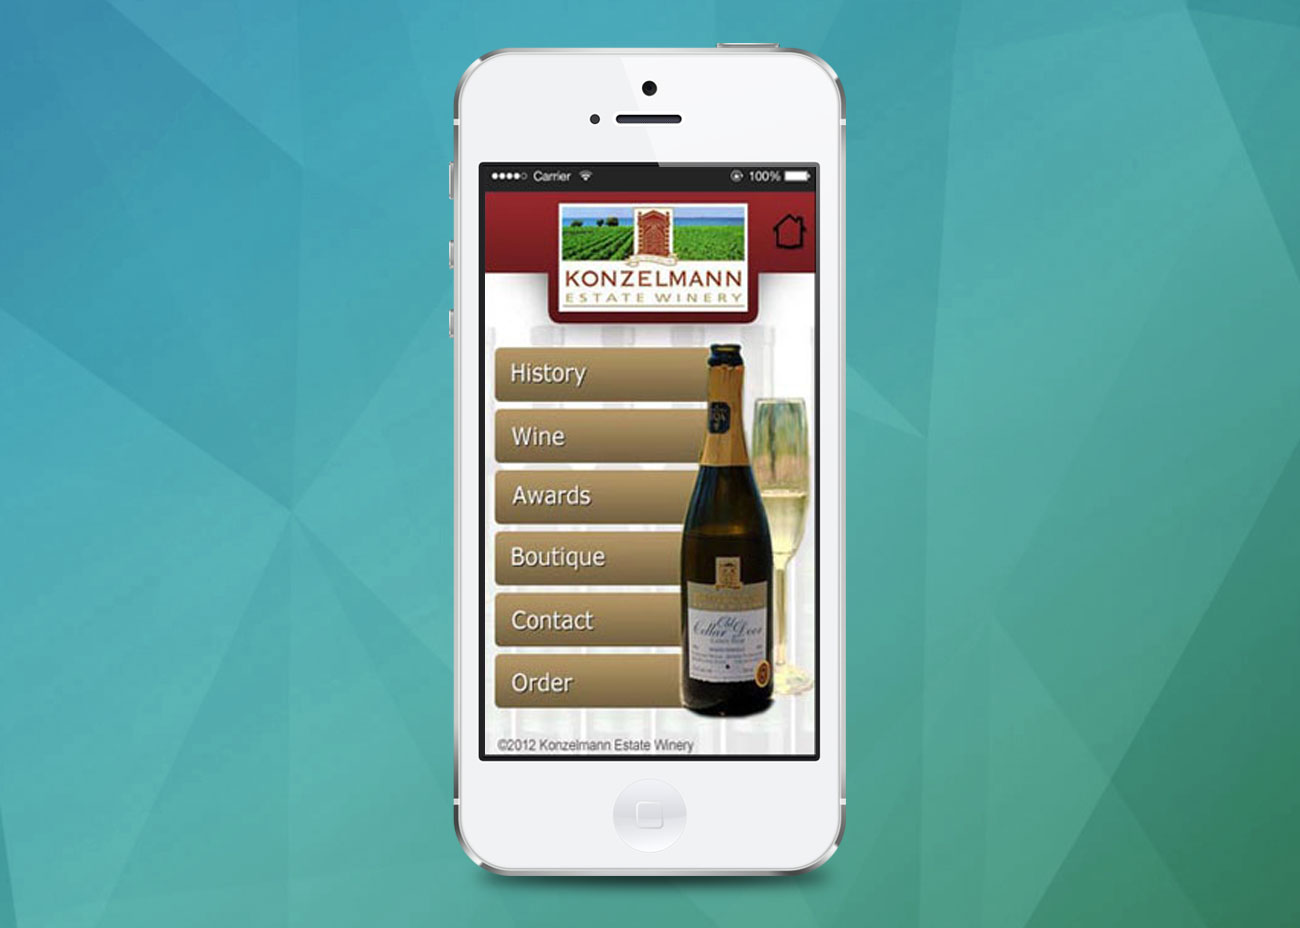 Carrier 100%
KONZELMANN
ESTATE WINERY
History
Wine
Awards
Boutique
Contact
Order
Old
Cellar Door
©2012 Konzelmann Estate Winery